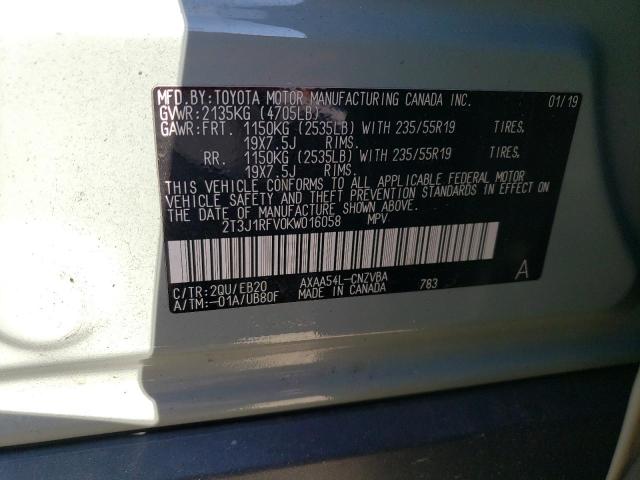 MFD.BY:TOYOTA MOTOR MANUFACTURING CANADA INC. 01/19
GVWR:2135KG (4705LB)
GAWR:FRT. 1150KG (2535LB) WITH 235/55R19 TIRES.
19X7.5J RIMS.
RR. 1150KG (2535LB) WITH 235/55R19 TIRES.
19X7.5J RIMS.
THIS VEHICLE CONFORMS TO ALL APPLICABLE FEDERAL MOTOR
VEHICLE SAFETY AND THEFT PREVENTION STANDARDS IN EFFECT
ON THE DATE OF MANUFACTURE SHOWN ABOVE.
2T3J1RFV0KW016058 MPV
A
C/TR:2QU/EB20 AXAA54L-CNZVBA 783
A/TM:-01A/UB80F MADE IN CANADA